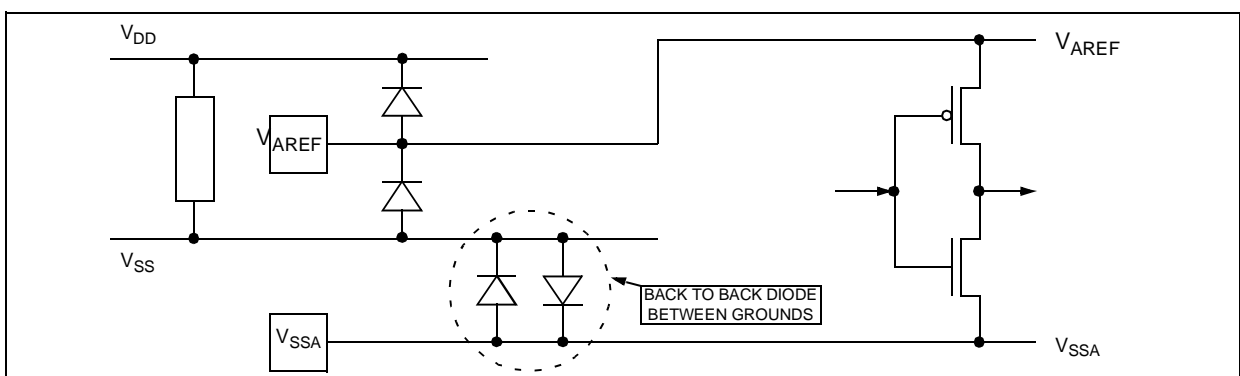 VDD
VAREF
VAREF
VSS
BACK TO BACK DIODE
BETWEEN GROUNDS
VSSA
VSSA